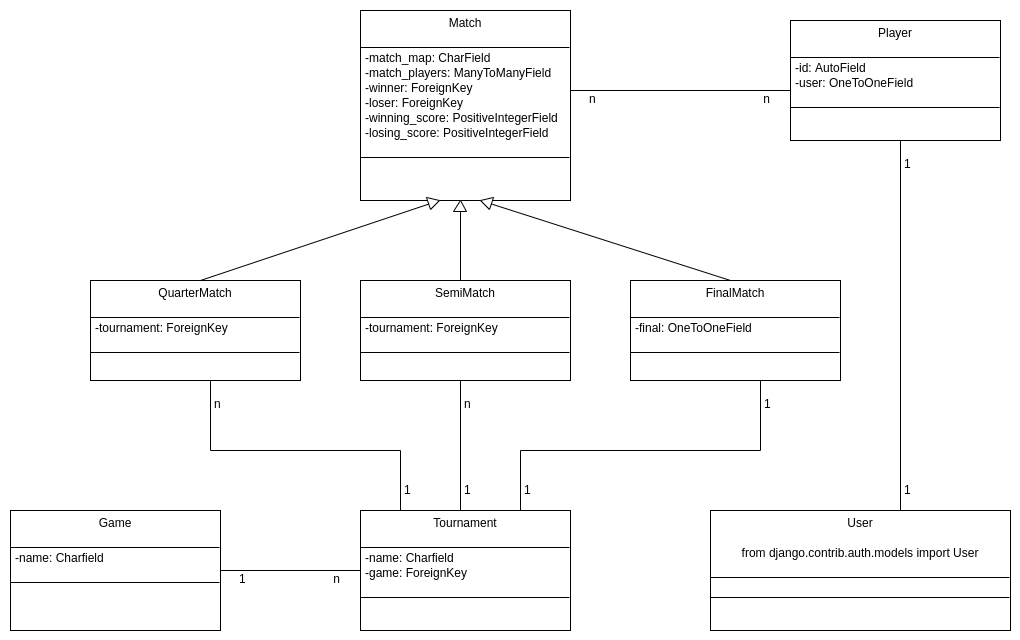 Match
-match_map: CharField
-match_players: ManyToManyField
-winner: ForeignKey
-loser: ForeignKey
-winning_score: PositiveIntegerField
-losing_score: PositiveIntegerField
Player
-id: AutoField
-user: OneToOneField
n
n
1
QuarterMatch
-tournament: ForeignKey
SemiMatch
-tournament: ForeignKey
FinalMatch
-final: OneToOneField
n
n
1
1
1
1
1
Game
-name: Charfield
1
n
Tournament
-name: Charfield
-game: ForeignKey
User
from django.contrib.auth.models import User